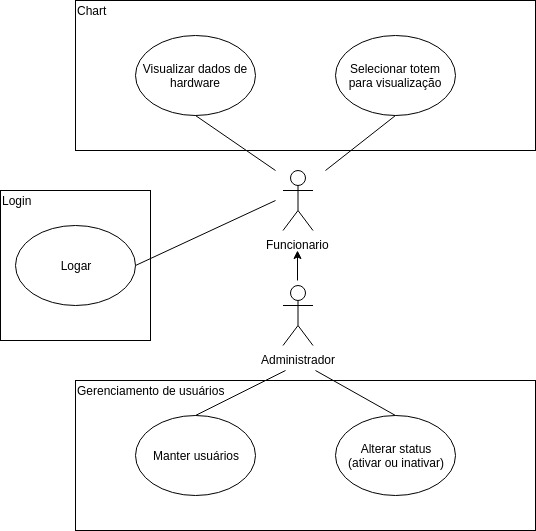 Chart
Visualizar dados de
hardware
Selecionar totem
para visualização
Login
Logar
Funcionario
Administrador
Gerenciamento de usuários
Manter usuários
Alterar status
(ativar ou inativar)